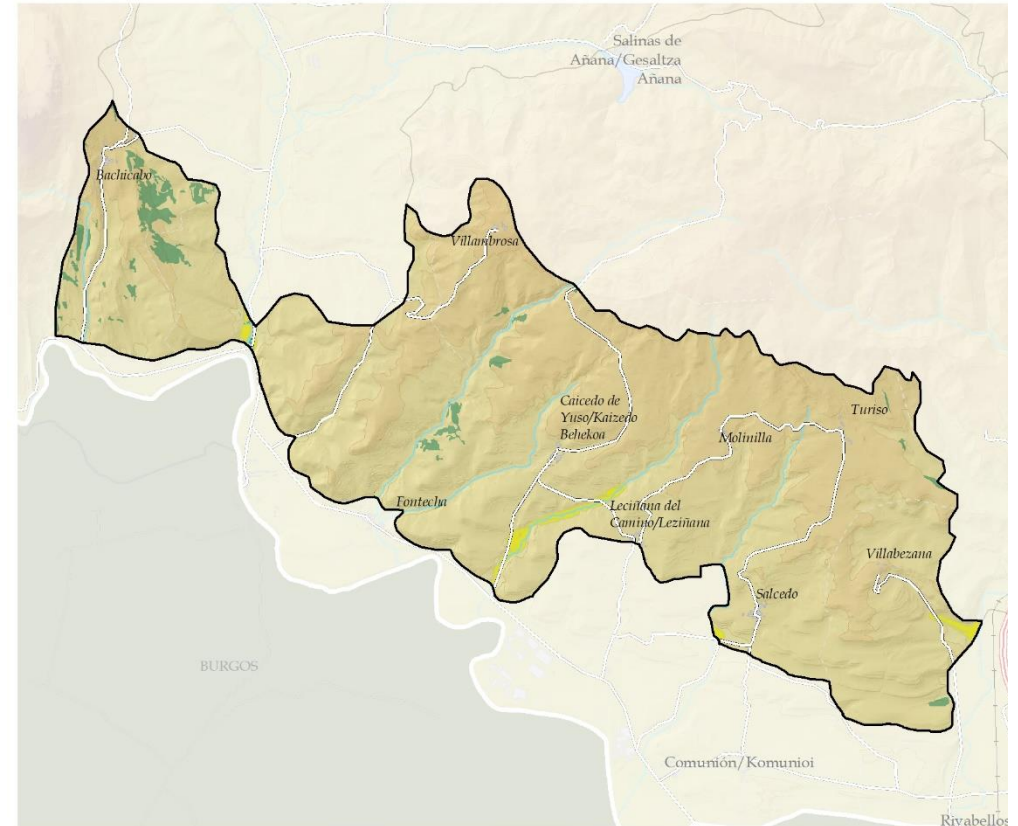 Salinas de
Añana/Gesaltza
Añana
Bachicabo
Villambrosa
Caicedo de
Yuso/Kaizedo
Behekoa
Turiso
Molinilla
Fontecha
Leciñana del
Camino/Leziñana
Villabezana
Salcedo
BURGOS
Comunión/Komunioi
Rivabellos